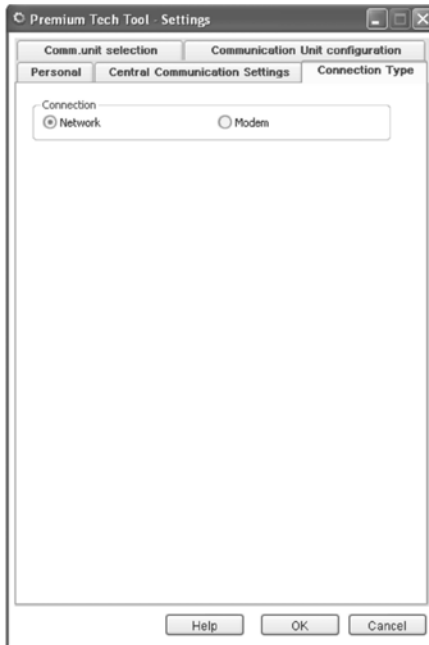 Premium Tech Tool - Settings
Comm.unit selection Communication Unit configuration
Personal Central Communication Settings Connection Type
Connection
Network Modem
Help OK Cancel